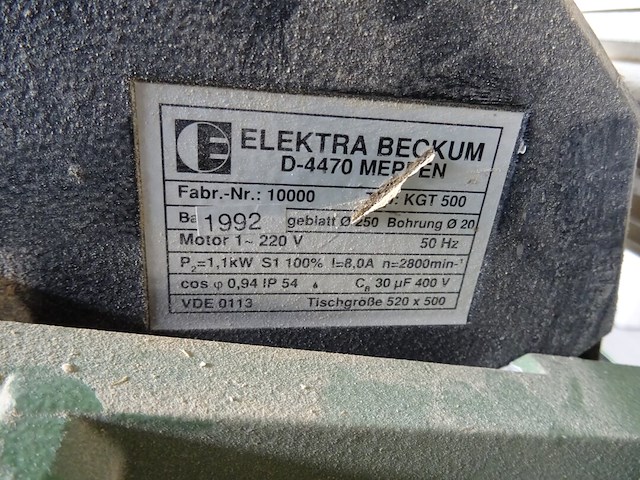 E
ELEKTRA BECKUM
D-4470 MEPPEN
Fabr.-Nr.: 10000 : KGT 500
Ba 1992 geblatt Ø 250 Bohrung Ø 20
Motor 1~ 220 V 50 Hz
P₂=1,1kW S1 100% I=8,0A n=2800min⁻¹
cos φ 0,94 IP 54 C_B 30 µF 400 V
VDE 0113 Tischgröße 520 x 500